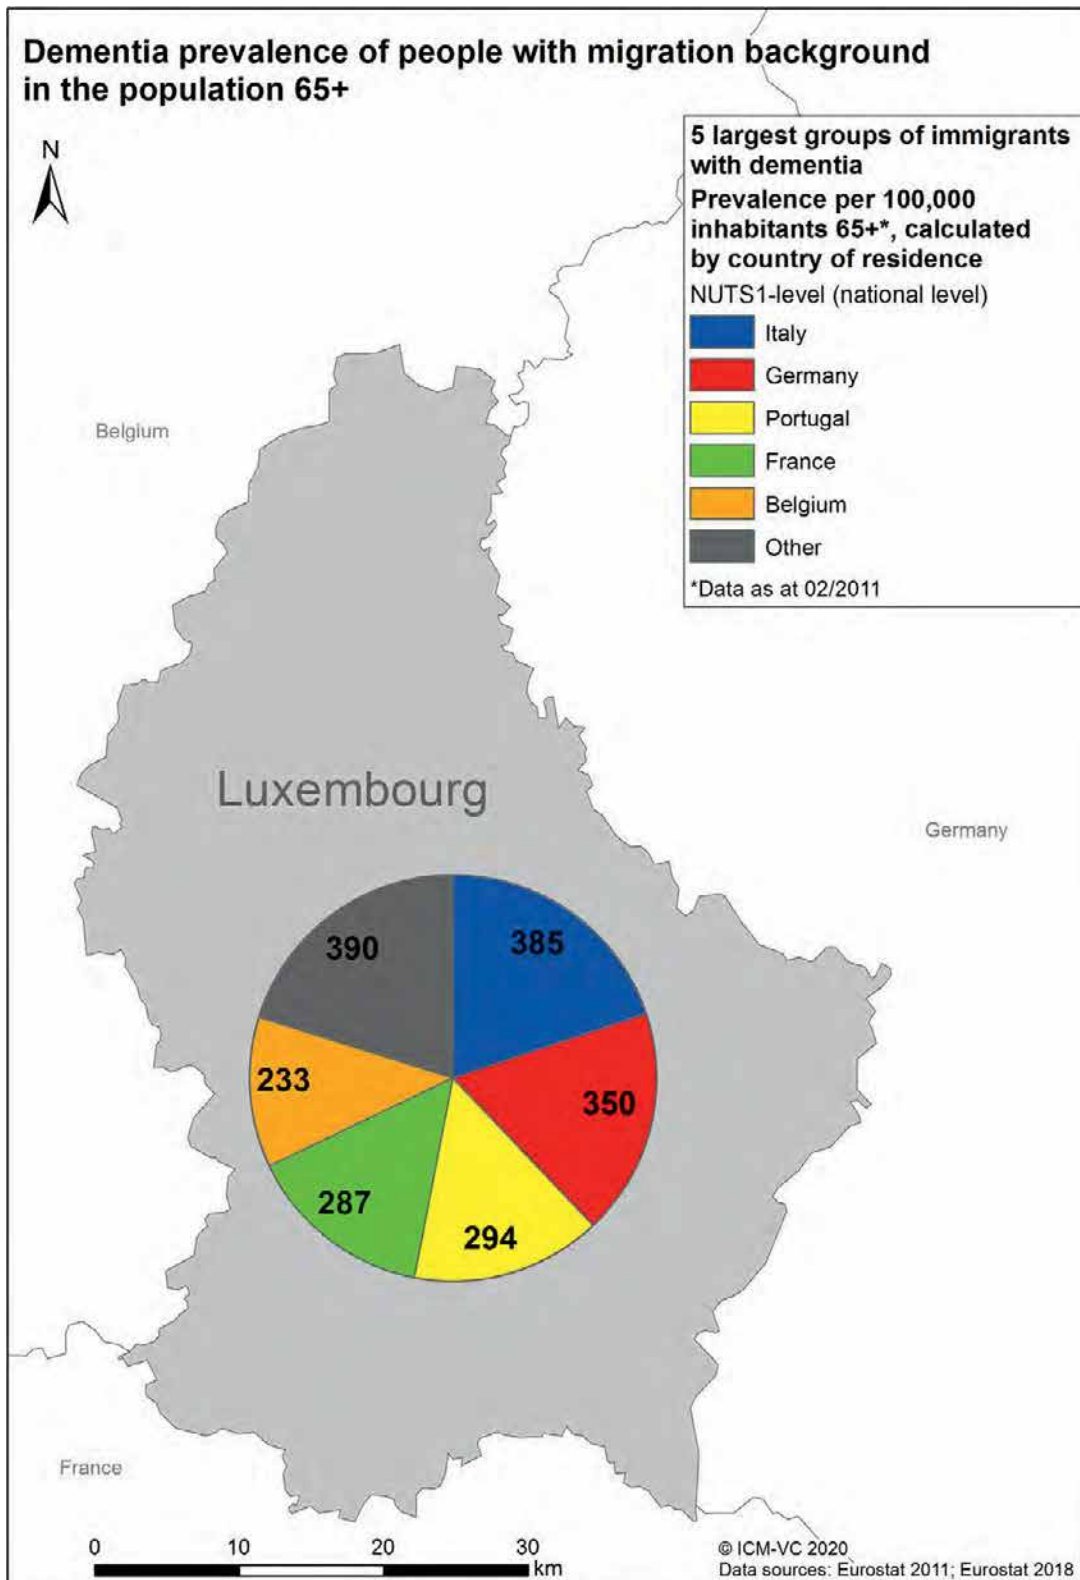 Dementia prevalence of people with migration background
in the population 65+
N
5 largest groups of immigrants
with dementia
Prevalence per 100,000
inhabitants 65+*, calculated
by country of residence
NUTS1-level (national level)
Italy
Germany
Portugal
France
Belgium
Other
*Data as at 02/2011
Belgium
Luxembourg
Germany
390
385
233
350
287
294
France
0 10 20 30
km
© ICM-VC 2020
Data sources: Eurostat 2011; Eurostat 2018